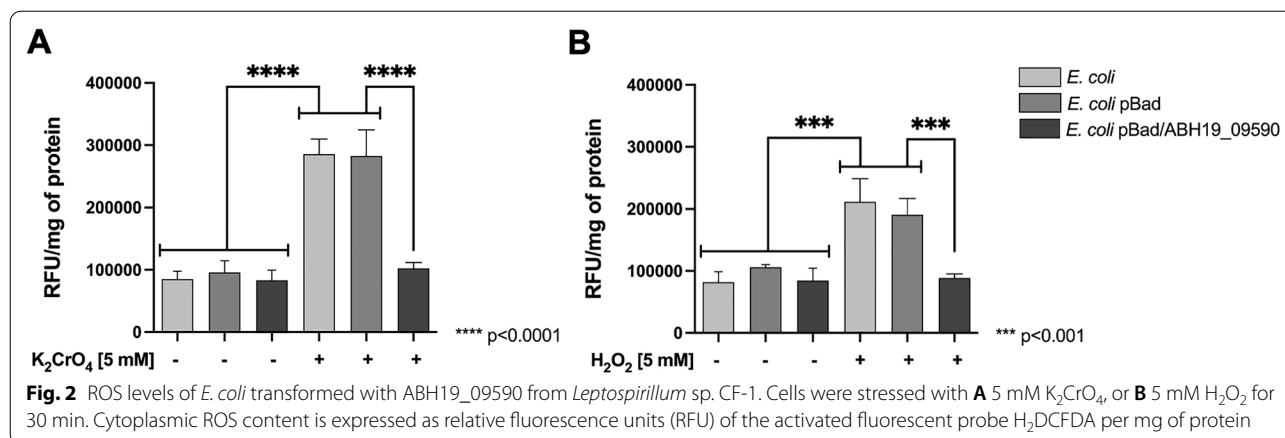 A
****
****
400000
300000
200000
100000
0
RFU/mg of protein
K₂CrO₄ [5 mM] - - - + + +
**** p<0.0001
B
***
***
400000
300000
200000
100000
0
RFU/mg of protein
H₂O₂ [5 mM] - - - + + +
*** p<0.001
E. coli
E. coli pBad
E. coli pBad/ABH19_09590
Fig. 2 ROS levels of E. coli transformed with ABH19_09590 from Leptospirillum sp. CF-1. Cells were stressed with A 5 mM K₂CrO₄, or B 5 mM H₂O₂ for
30 min. Cytoplasmic ROS content is expressed as relative fluorescence units (RFU) of the activated fluorescent probe H₂DCFDA per mg of protein